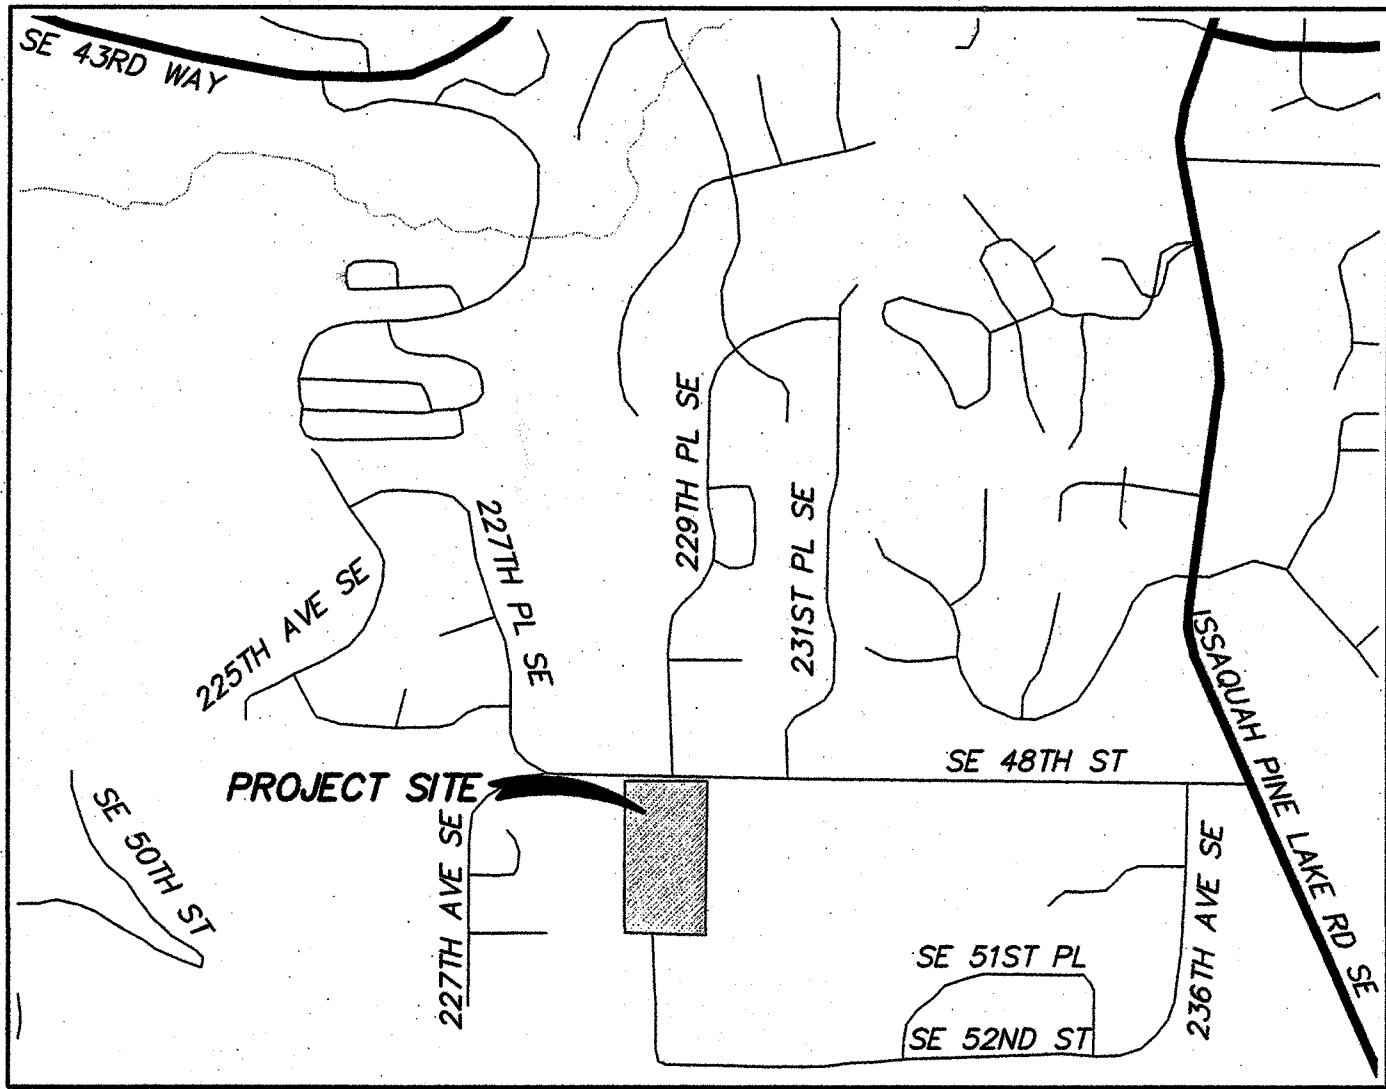 SE 43RD WAY
229TH PL SE
227TH PL SE
231ST PL SE
225TH AVE SE
ISSAQUAH PINE LAKE RD SE
SE 48TH ST
PROJECT SITE
SE 50TH ST
227TH AVE SE
236TH AVE SE
SE 51ST PL
SE 52ND ST